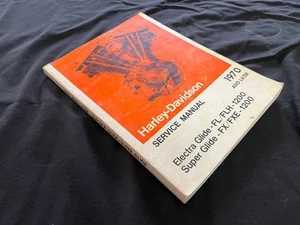 Harley-Davidson
SERVICE MANUAL
1970
AND LATER
Electra Glide-FL/FLH-1200
Super Glide-FX/FXE-1200